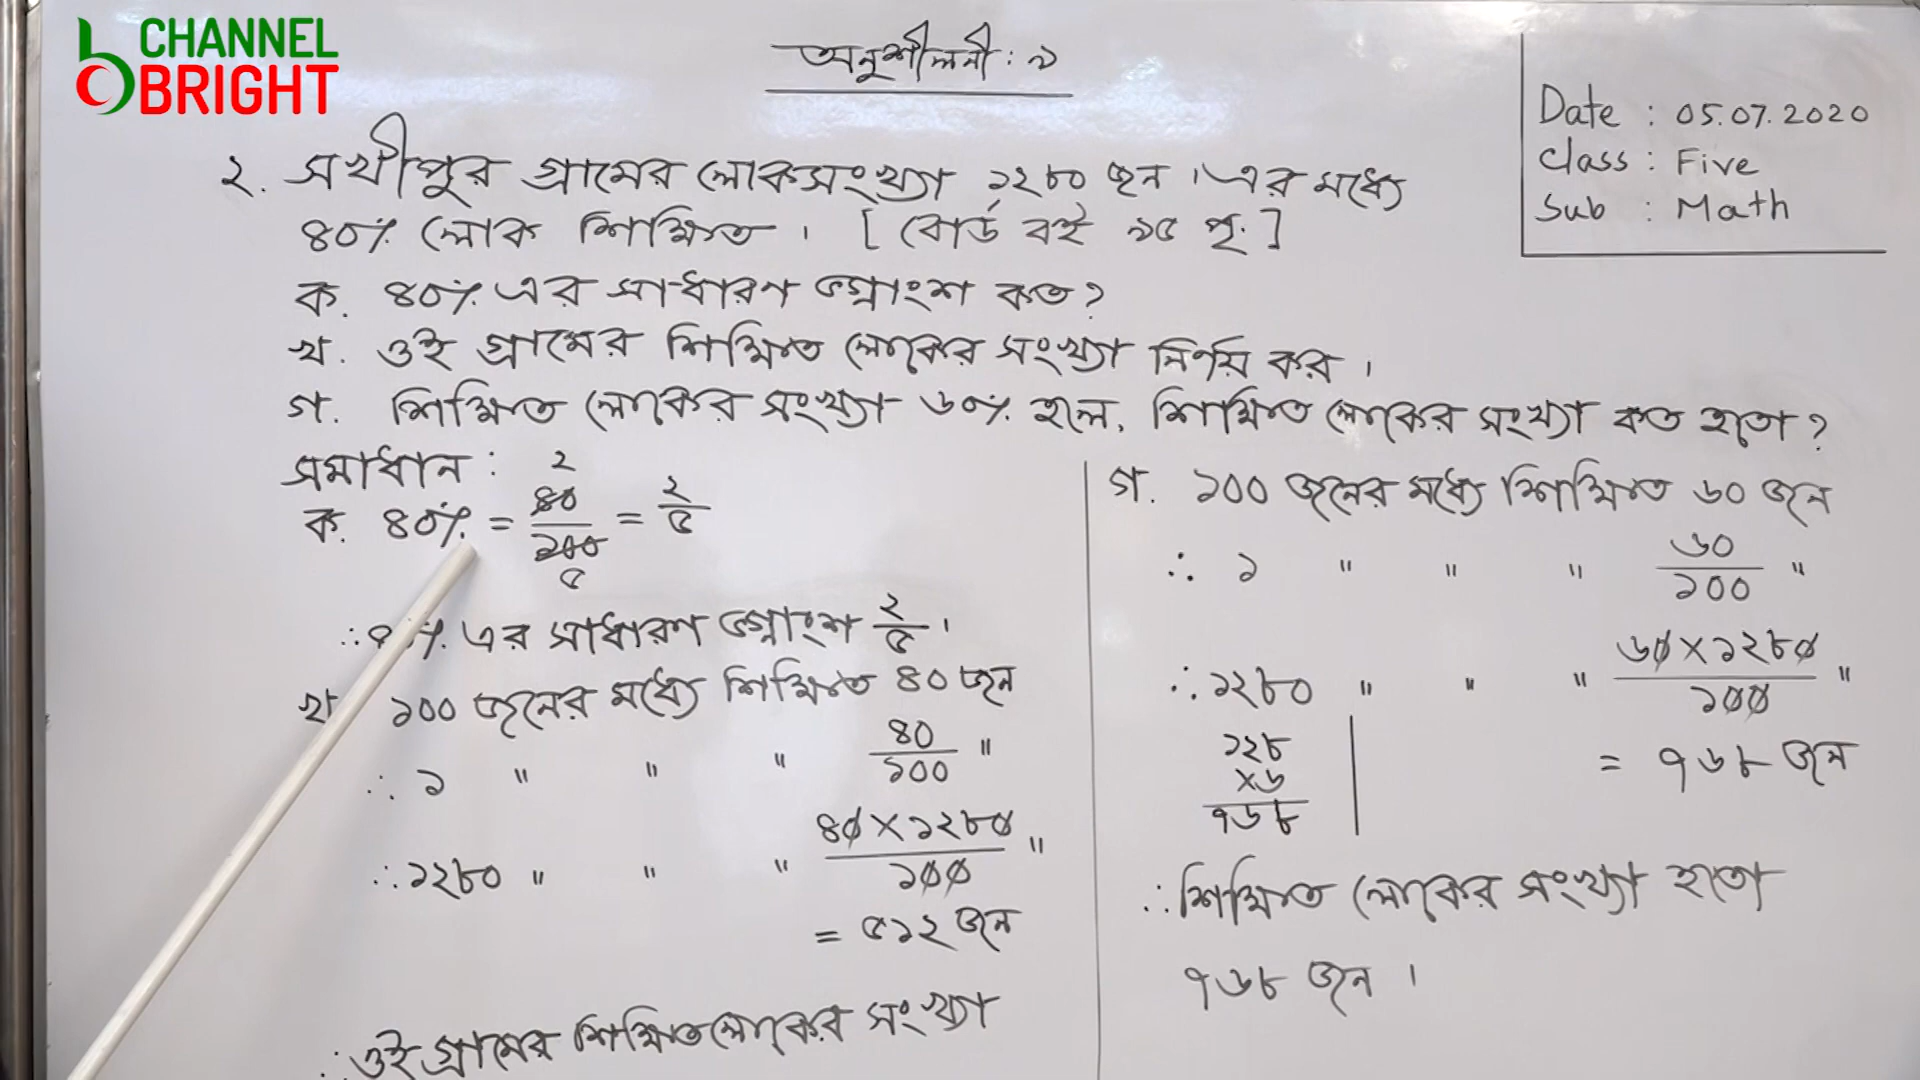 CHANNEL
BRIGHT
অনুশীলনী : ৯
Date : 05.07.2020
Class : Five
Sub : Math
২. সখীপুর গ্রামের লোকসংখ্যা ১২৮০ জন। এর মধ্যে
৪০% লোক শিক্ষিত। [ বোর্ড বই ৯৫ পৃ. ]
ক. ৪০% এর সাধারণ ভগ্নাংশ কত?
খ. ওই গ্রামের শিক্ষিত লোকের সংখ্যা নির্ণয় কর।
গ. শিক্ষিত লোকের সংখ্যা ৬০% হলে, শিক্ষিত লোকের সংখ্যা কত হতো?
সমাধান :
২
ক. ৪০% = ৪০/১০০ = ২/৫
৫
∴ ৪০% এর সাধারণ ভগ্নাংশ ২/৫।
খ. ১০০ জনের মধ্যে শিক্ষিত ৪০ জন
∴ ১ " " " ৪০/১০০ "
∴ ১২৮০ " " " ৪০×১২৮০/১০০ "
= ৫১২ জন
∴ ওই গ্রামের শিক্ষিত লোকের সংখ্যা
গ. ১০০ জনের মধ্যে শিক্ষিত ৬০ জন
∴ ১ " " " ৬০/১০০ "
∴ ১২৮০ " " " ৬০×১২৮০/১০০ "
= ৭৬৮ জন
১২৮
×৬
৭৬৮
∴ শিক্ষিত লোকের সংখ্যা হতো
৭৬৮ জন।